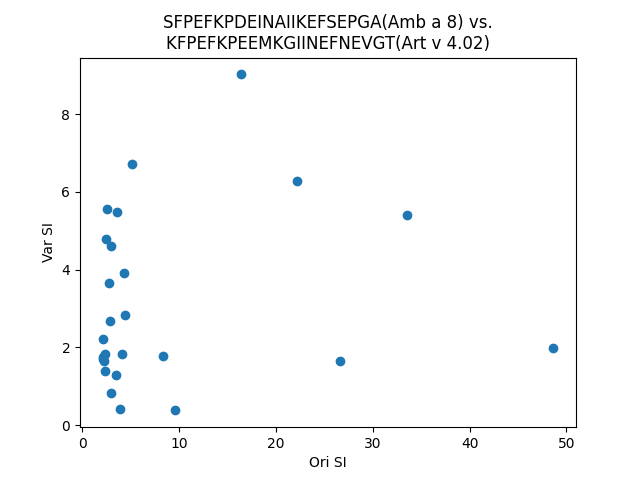 SFPEFKPDEINAIIKEFSEPGA(Amb a 8) vs.
KFPEFKPEEMKGIINEFNEVGT(Art v 4.02)
8
6
4
2
0
Var SI
0 10 20 30 40 50
Ori SI